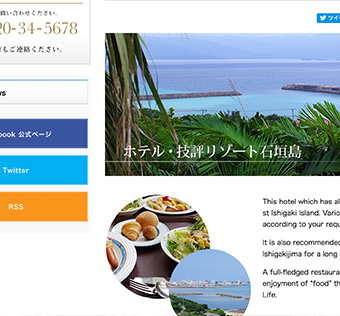 問い合わせください。
20-34-5678
もご連絡ください。
ws
book 公式ページ
Twitter
RSS
ツイ
ホテル・技評リゾート石垣島
This hotel which has al
st Ishigaki Island. Vario
according to your requ
It is also recommended
Ishigakijima for a long
A full-fledged restaura
enjoyment of "food" th
Life.